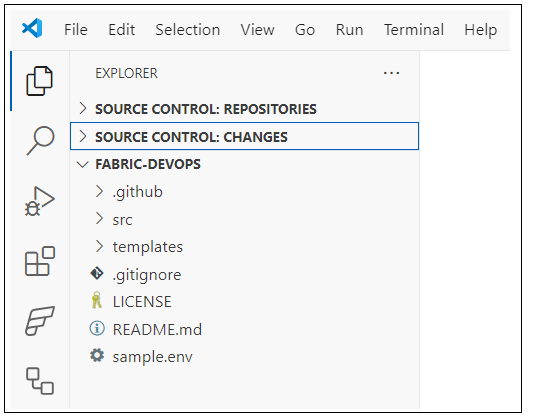 File Edit Selection View Go Run Terminal Help
EXPLORER ...
SOURCE CONTROL: REPOSITORIES
SOURCE CONTROL: CHANGES
FABRIC-DEVOPS
.github
src
templates
.gitignore
LICENSE
README.md
sample.env